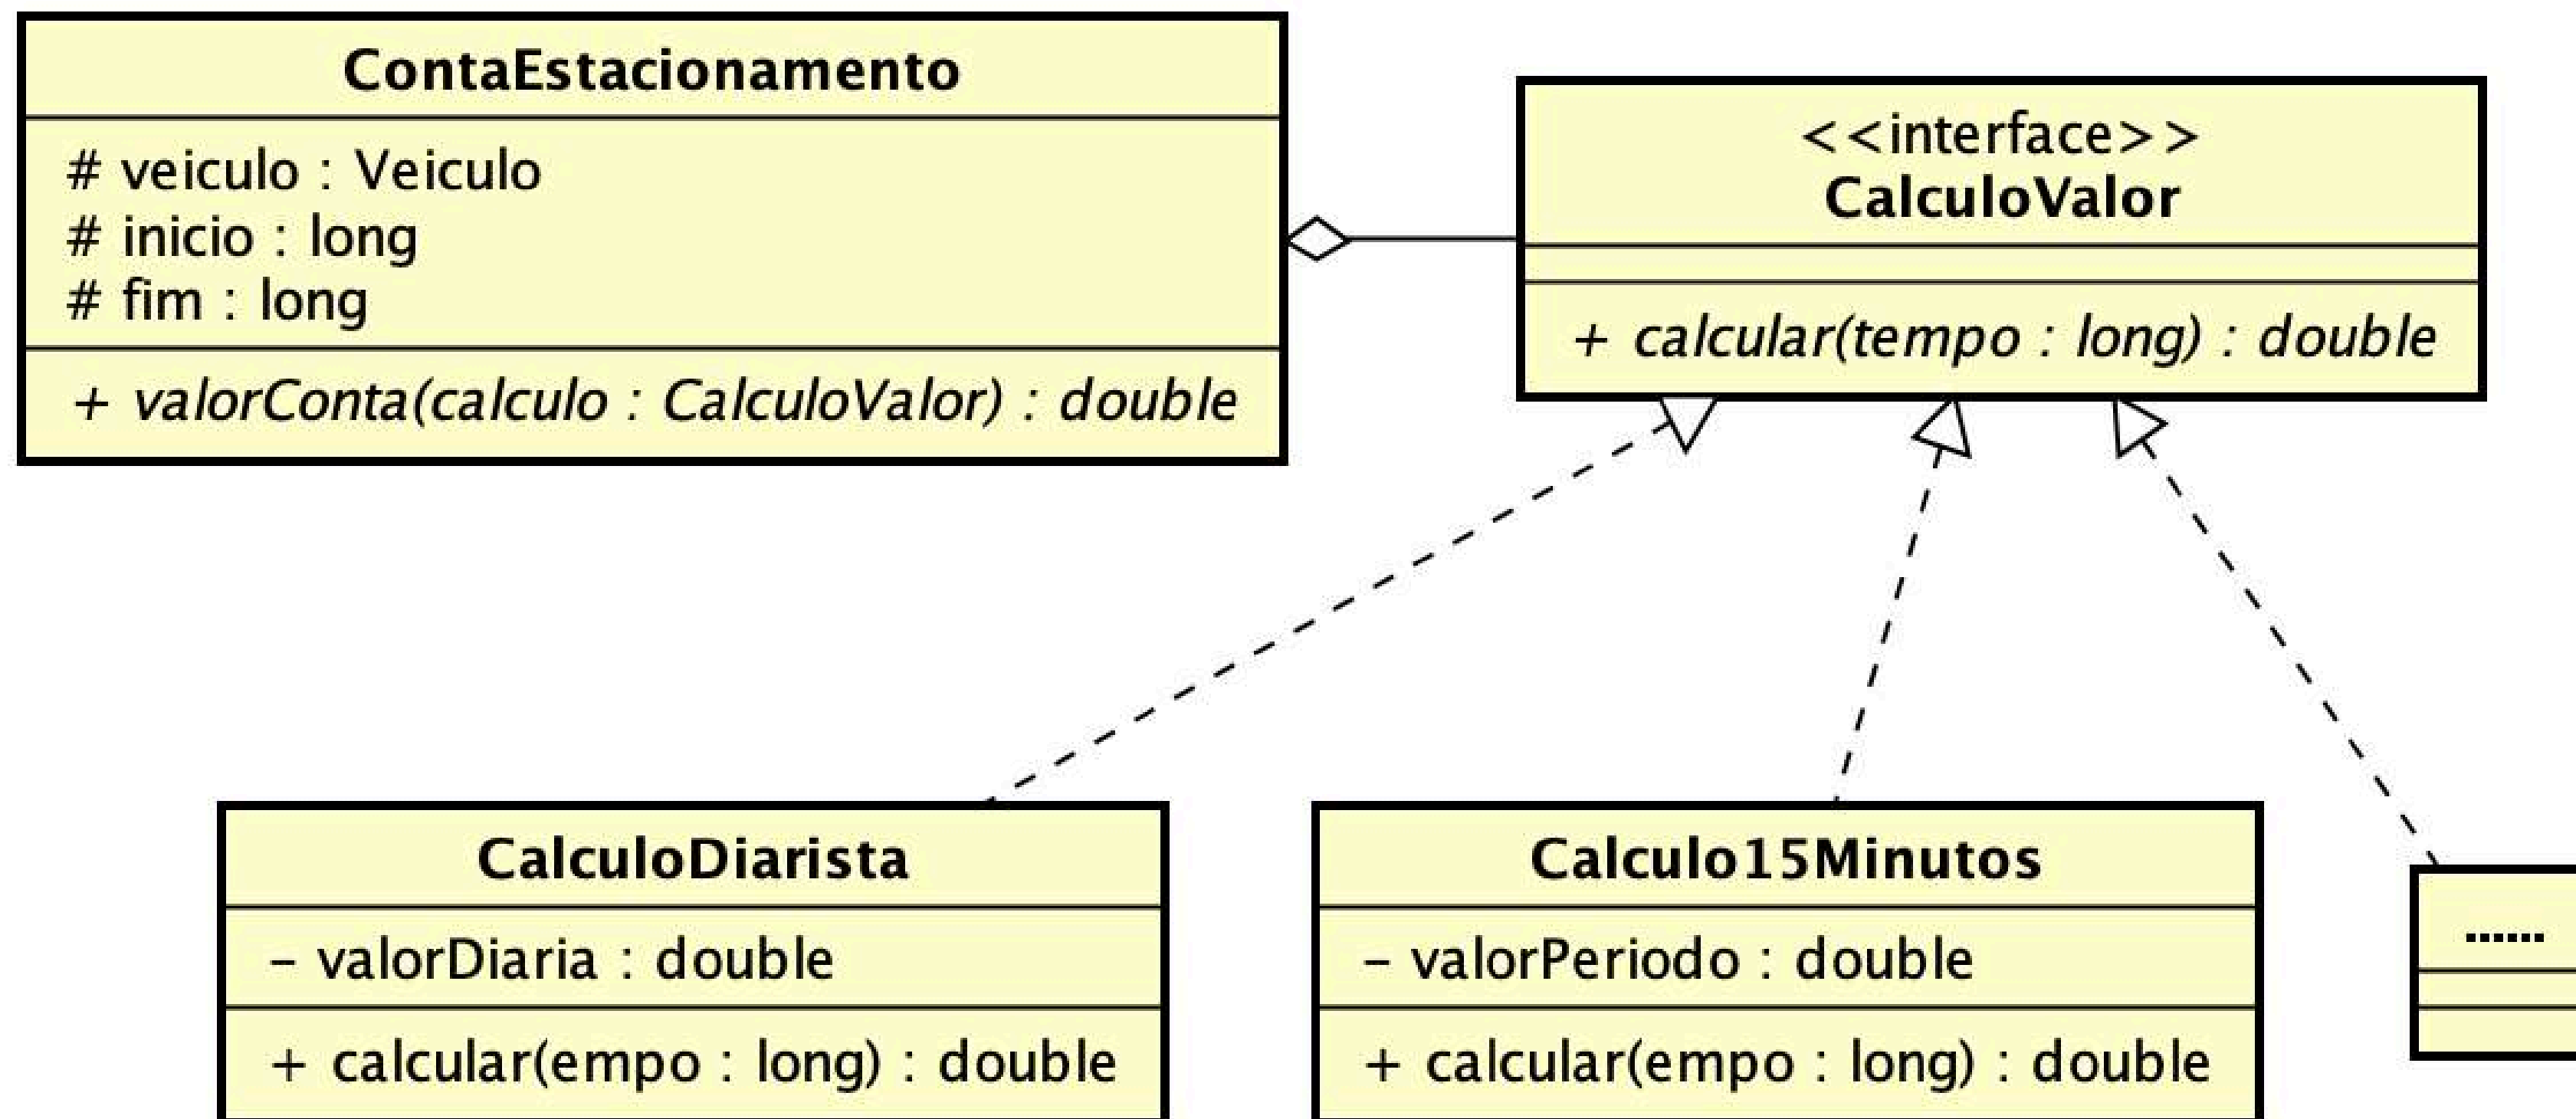 ContaEstacionamento
# veiculo : Veiculo
# inicio : long
# fim : long
+ valorConta(calculo : CalculoValor) : double
<<interface>>
CalculoValor
+ calcular(tempo : long) : double
CalculoDiarista
- valorDiaria : double
+ calcular(empo : long) : double
Calculo15Minutos
- valorPeriodo : double
+ calcular(empo : long) : double
......